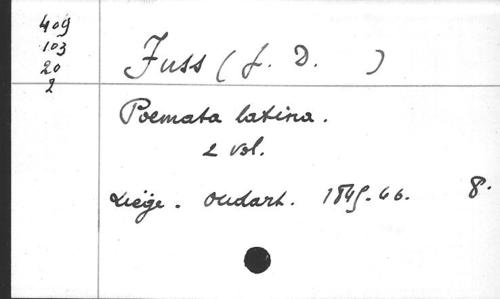 409
103
20
2
Fuss (J. D. )
Poemata latina.
2 vol.
Liège. Oudart. 1845-46. 8.